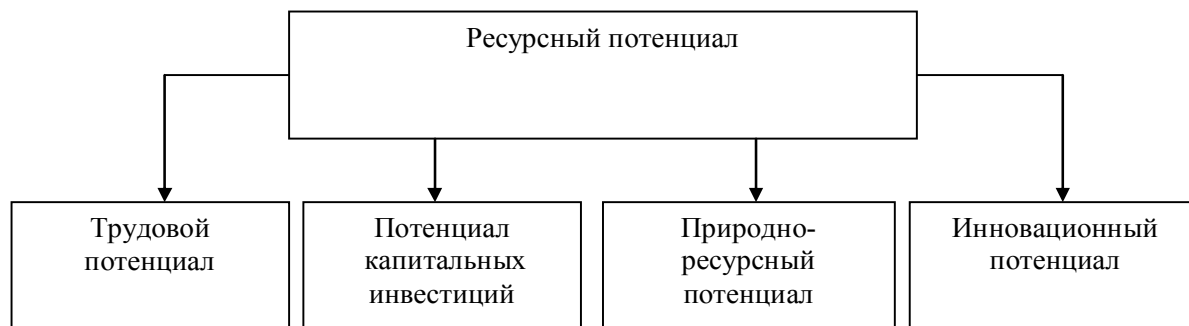 Ресурсный потенциал
Трудовой
потенциал
Потенциал
капитальных
инвестиций
Природно-
ресурсный
потенциал
Инновационный
потенциал